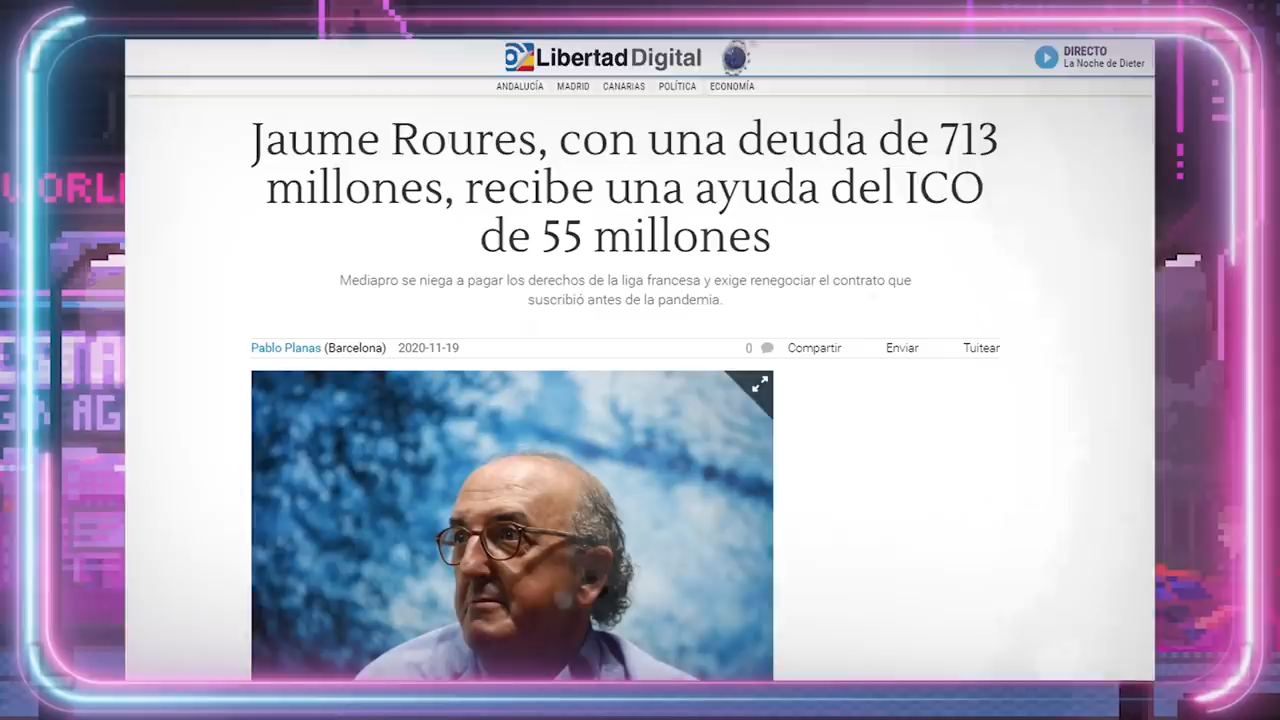 Libertad Digital
DIRECTO
La Noche de Dieter
ANDALUCÍA MADRID CANARIAS POLÍTICA ECONOMÍA
Jaume Roures, con una deuda de 713
millones, recibe una ayuda del ICO
de 55 millones
Mediapro se niega a pagar los derechos de la liga francesa y exige renegociar el contrato que
suscribió antes de la pandemia.
Pablo Planas (Barcelona) 2020-11-19 0 Compartir Enviar Tuitear
WORL
ESTA
AG